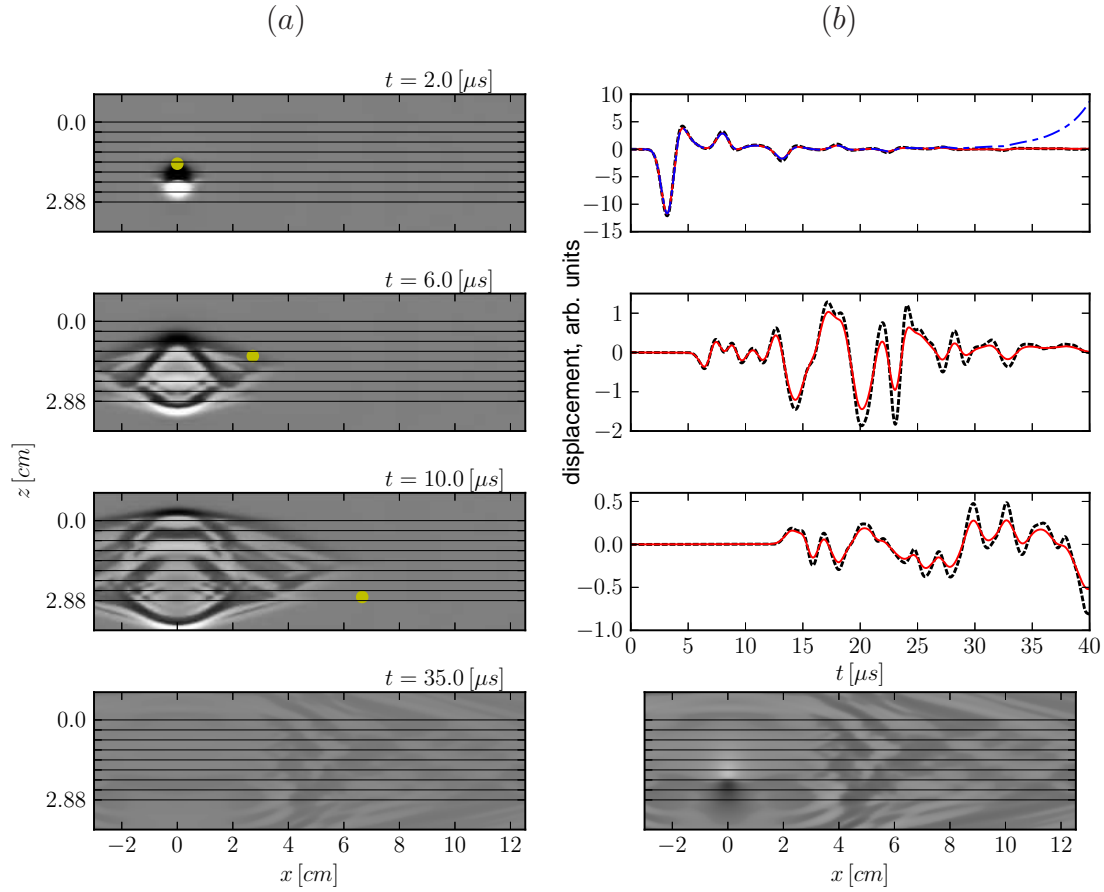 (a)
t = 2.0 [μs]
0.0
2.88
t = 6.0 [μs]
0.0
2.88
t = 10.0 [μs]
0.0
2.88
t = 35.0 [μs]
0.0
2.88
z [cm]
−2 0 2 4 6 8 10 12
x [cm]
(b)
10
5
0
−5
−10
−15
1
0
−1
−2
0.5
0.0
−0.5
−1.0
displacement, arb. units
0 5 10 15 20 25 30 35 40
t [μs]
−2 0 2 4 6 8 10 12
x [cm]